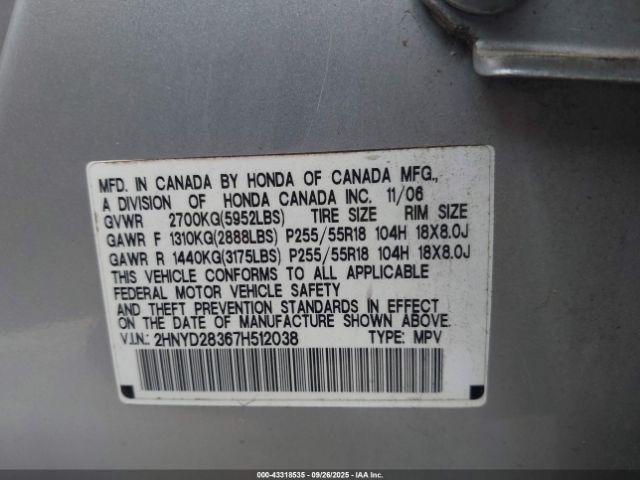 MFD. IN CANADA BY HONDA OF CANADA MFG.,
A DIVISION OF HONDA CANADA INC. 11/06
GVWR 2700KG(5952LBS) TIRE SIZE RIM SIZE
GAWR F 1310KG(2888LBS) P255/55R18 104H 18X8.0J
GAWR R 1440KG(3175LBS) P255/55R18 104H 18X8.0J
THIS VEHICLE CONFORMS TO ALL APPLICABLE
FEDERAL MOTOR VEHICLE SAFETY
AND THEFT PREVENTION STANDARDS IN EFFECT
ON THE DATE OF MANUFACTURE SHOWN ABOVE.
V.I.N.: 2HNYD28367H512038 TYPE: MPV
000-43318535 - 09/26/2025 - IAA Inc.